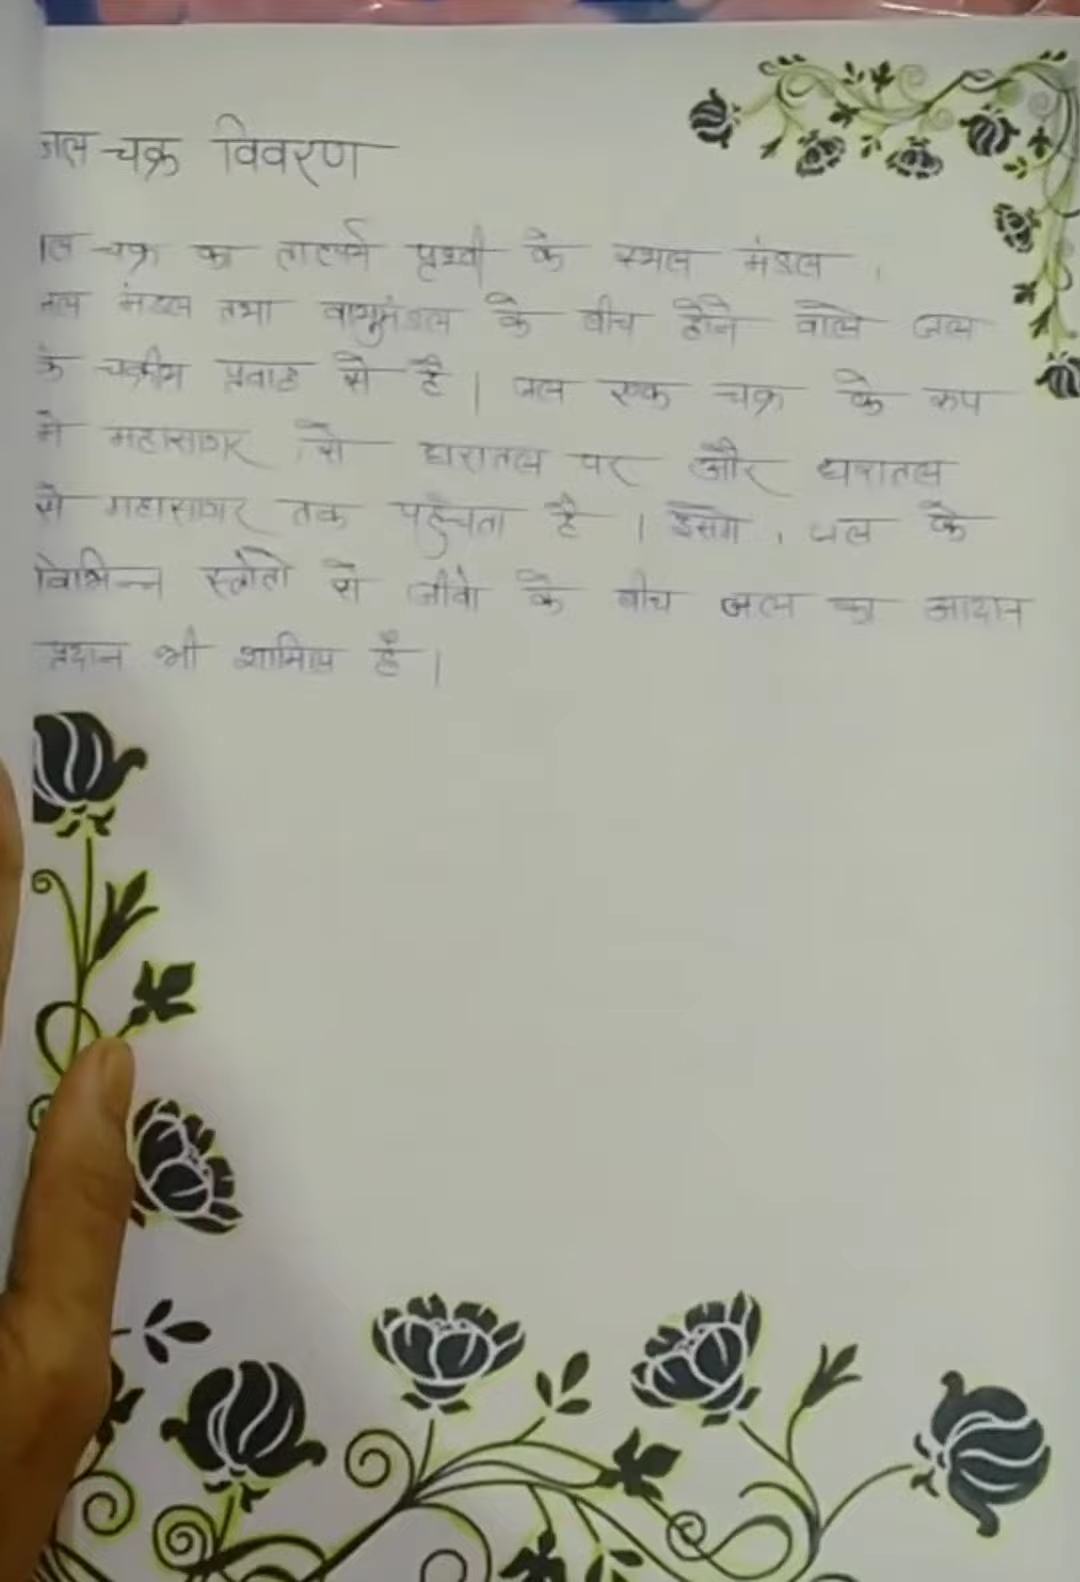 जल चक्र विवरण
जल चक्र का तात्पर्य पृथ्वी के स्थल मंडल ,
जल मंडल तथा वायुमंडल के बीच होने वाले जल
के चक्रीय प्रवाह से है । जल एक चक्र के रूप
में महासागर से धरातल पर और धरातल
से महासागर तक पहुँचता है । इसमे , जल के
विभिन्न स्त्रोतो से जीवो के बीच जल का आदान
प्रदान भी शामिल है ।